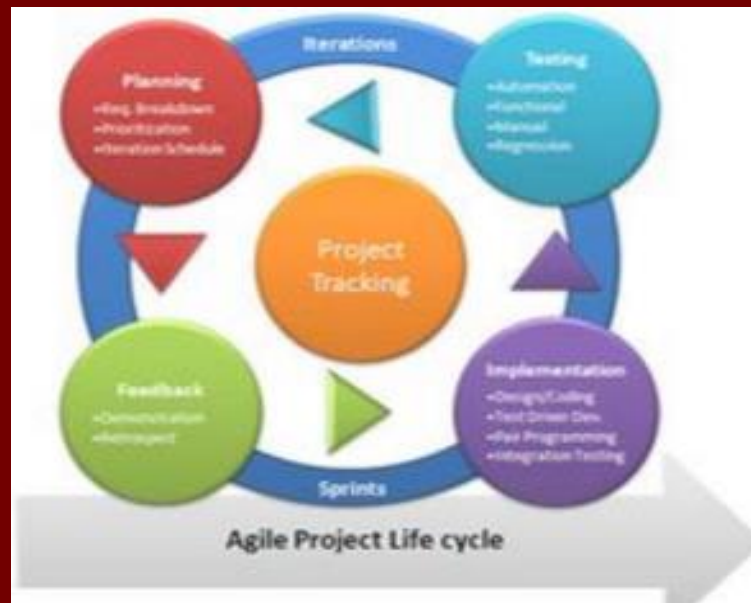 Iterations
Planning
•Req. Breakdown
•Prioritization
•Iteration Schedule
Testing
•Automation
•Functional
•Manual
•Regression
Project
Tracking
Feedback
•Demonstration
•Retrospect
Implementation
•Design/Coding
•Test Driven Dev.
•Pair Programming
•Integration Testing
Sprints
Agile Project Life cycle